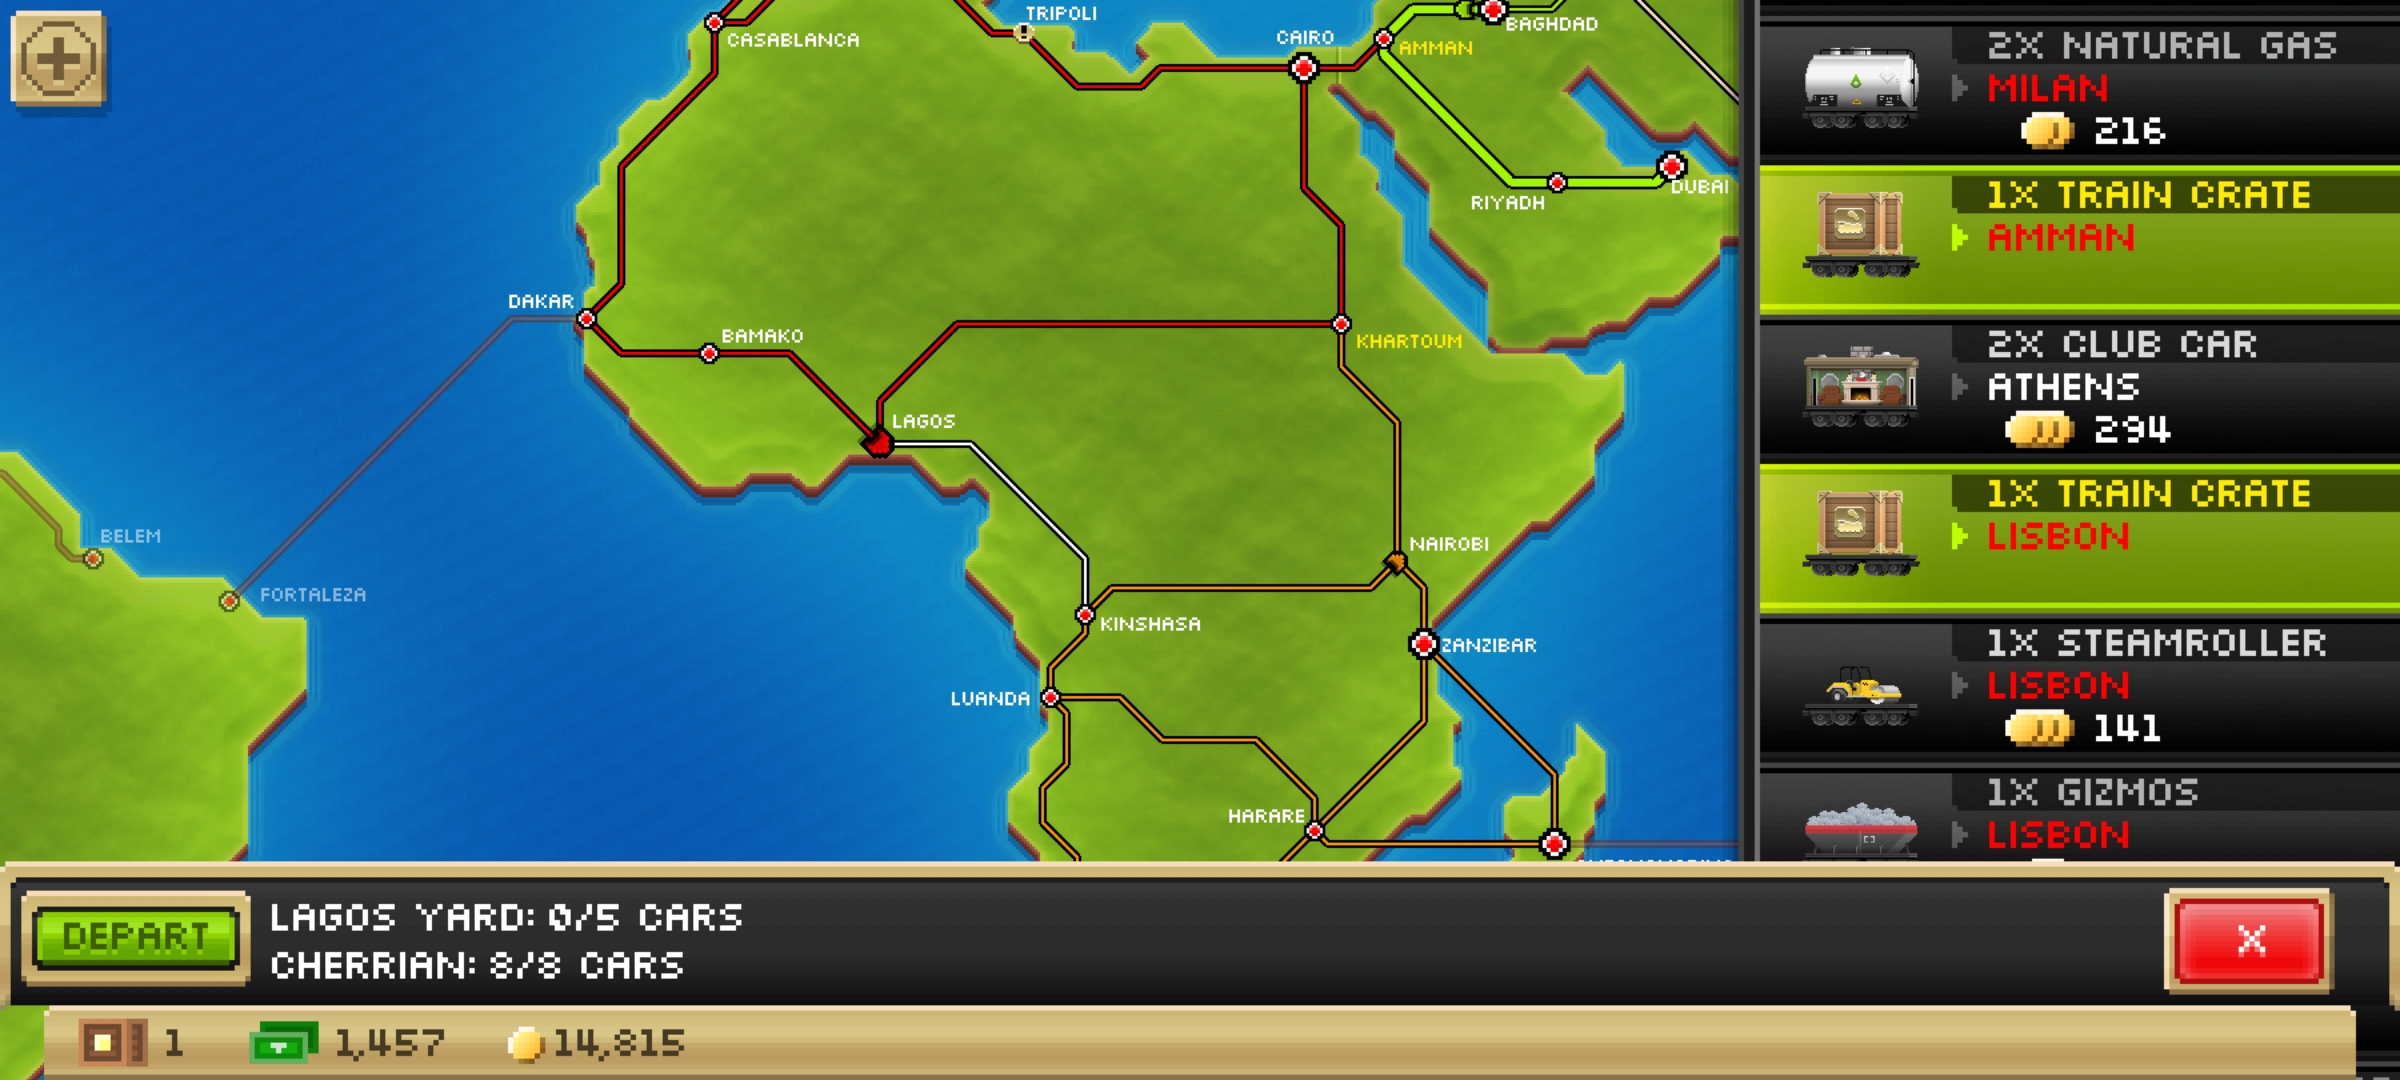 TRIPOLI
CASABLANCA
CAIRO
BAGHDAD
AMMAN
RIYADH
DUBAI
DAKAR
BAMAKO
KHARTOUM
LAGOS
BELEM
FORTALEZA
NAIROBI
KINSHASA
ZANZIBAR
LUANDA
HARARE
2X NATURAL GAS
MILAN
216
1X TRAIN CRATE
AMMAN
2X CLUB CAR
ATHENS
294
1X TRAIN CRATE
LISBON
1X STEAMROLLER
LISBON
141
1X GIZMOS
LISBON
DEPART
LAGOS YARD: 0/5 CARS
CHERRIAN: 8/8 CARS
X
1
1,457
14,815